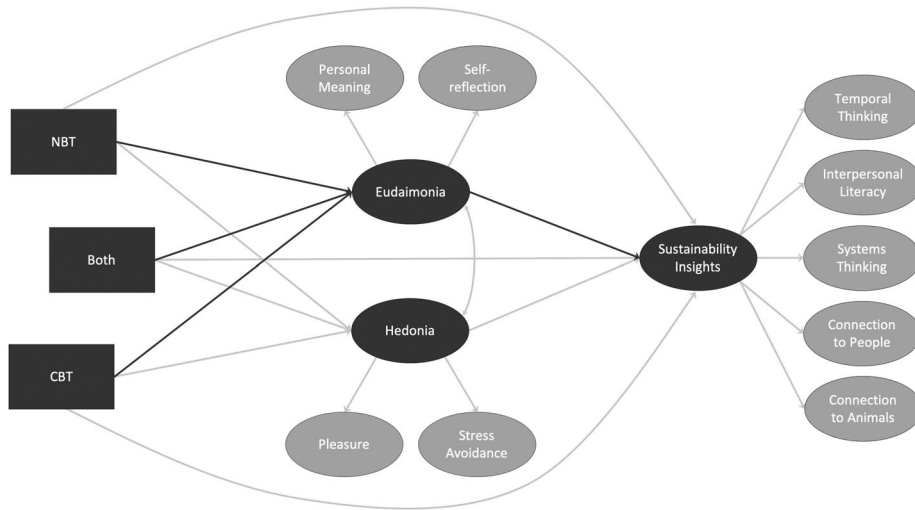 Personal
Meaning
Self-
reflection
NBT
Temporal
Thinking
Eudaimonia
Interpersonal
Literacy
Both
Sustainability
Insights
Systems
Thinking
Hedonia
Connection
to People
CBT
Connection
to Animals
Pleasure
Stress
Avoidance